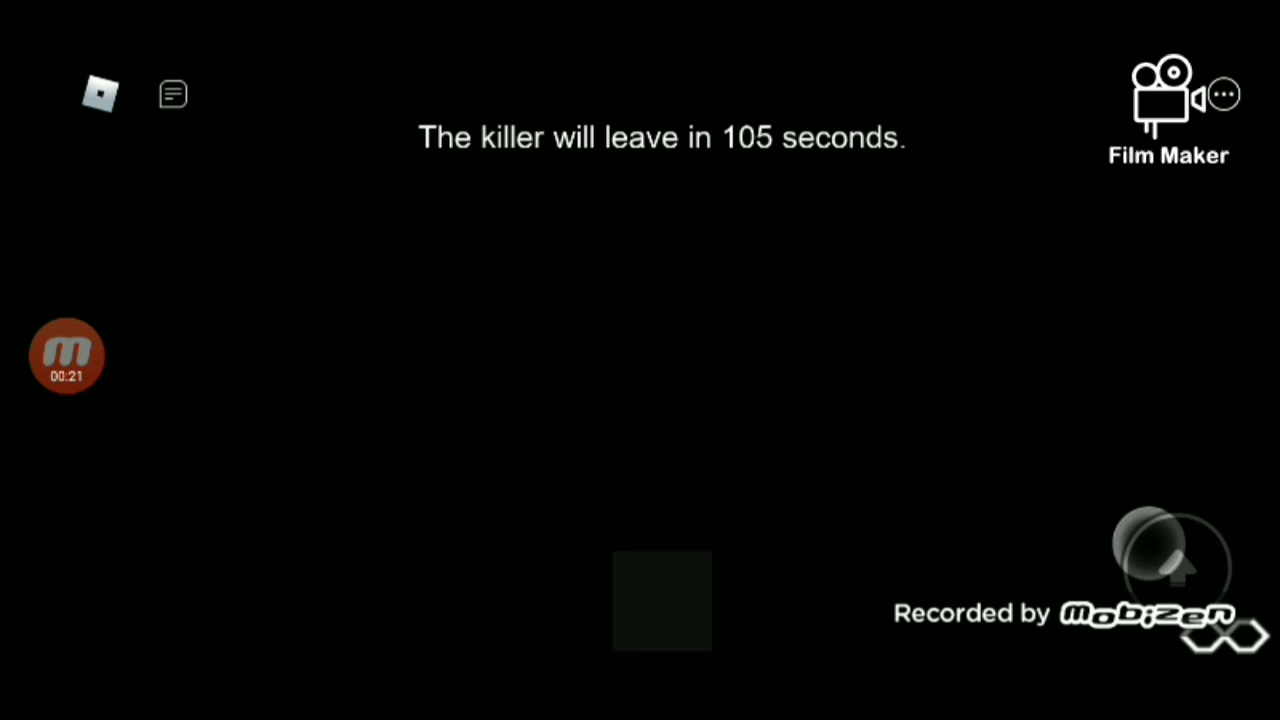 The killer will leave in 105 seconds.
Film Maker
m
00:21
Recorded by mobizen